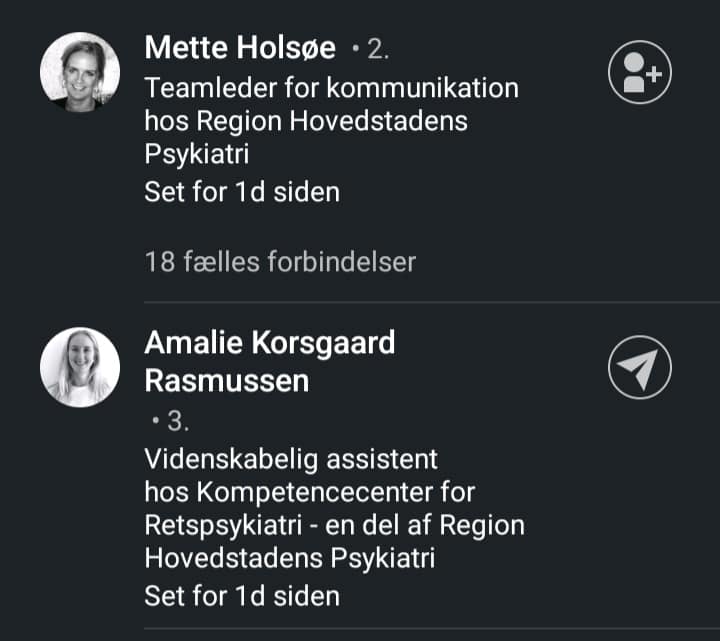 Mette Holsøe • 2.
Teamleder for kommunikation
hos Region Hovedstadens
Psykiatri
Set for 1d siden
18 fælles forbindelser
Amalie Korsgaard
Rasmussen
• 3.
Videnskabelig assistent
hos Kompetencecenter for
Retspsykiatri - en del af Region
Hovedstadens Psykiatri
Set for 1d siden